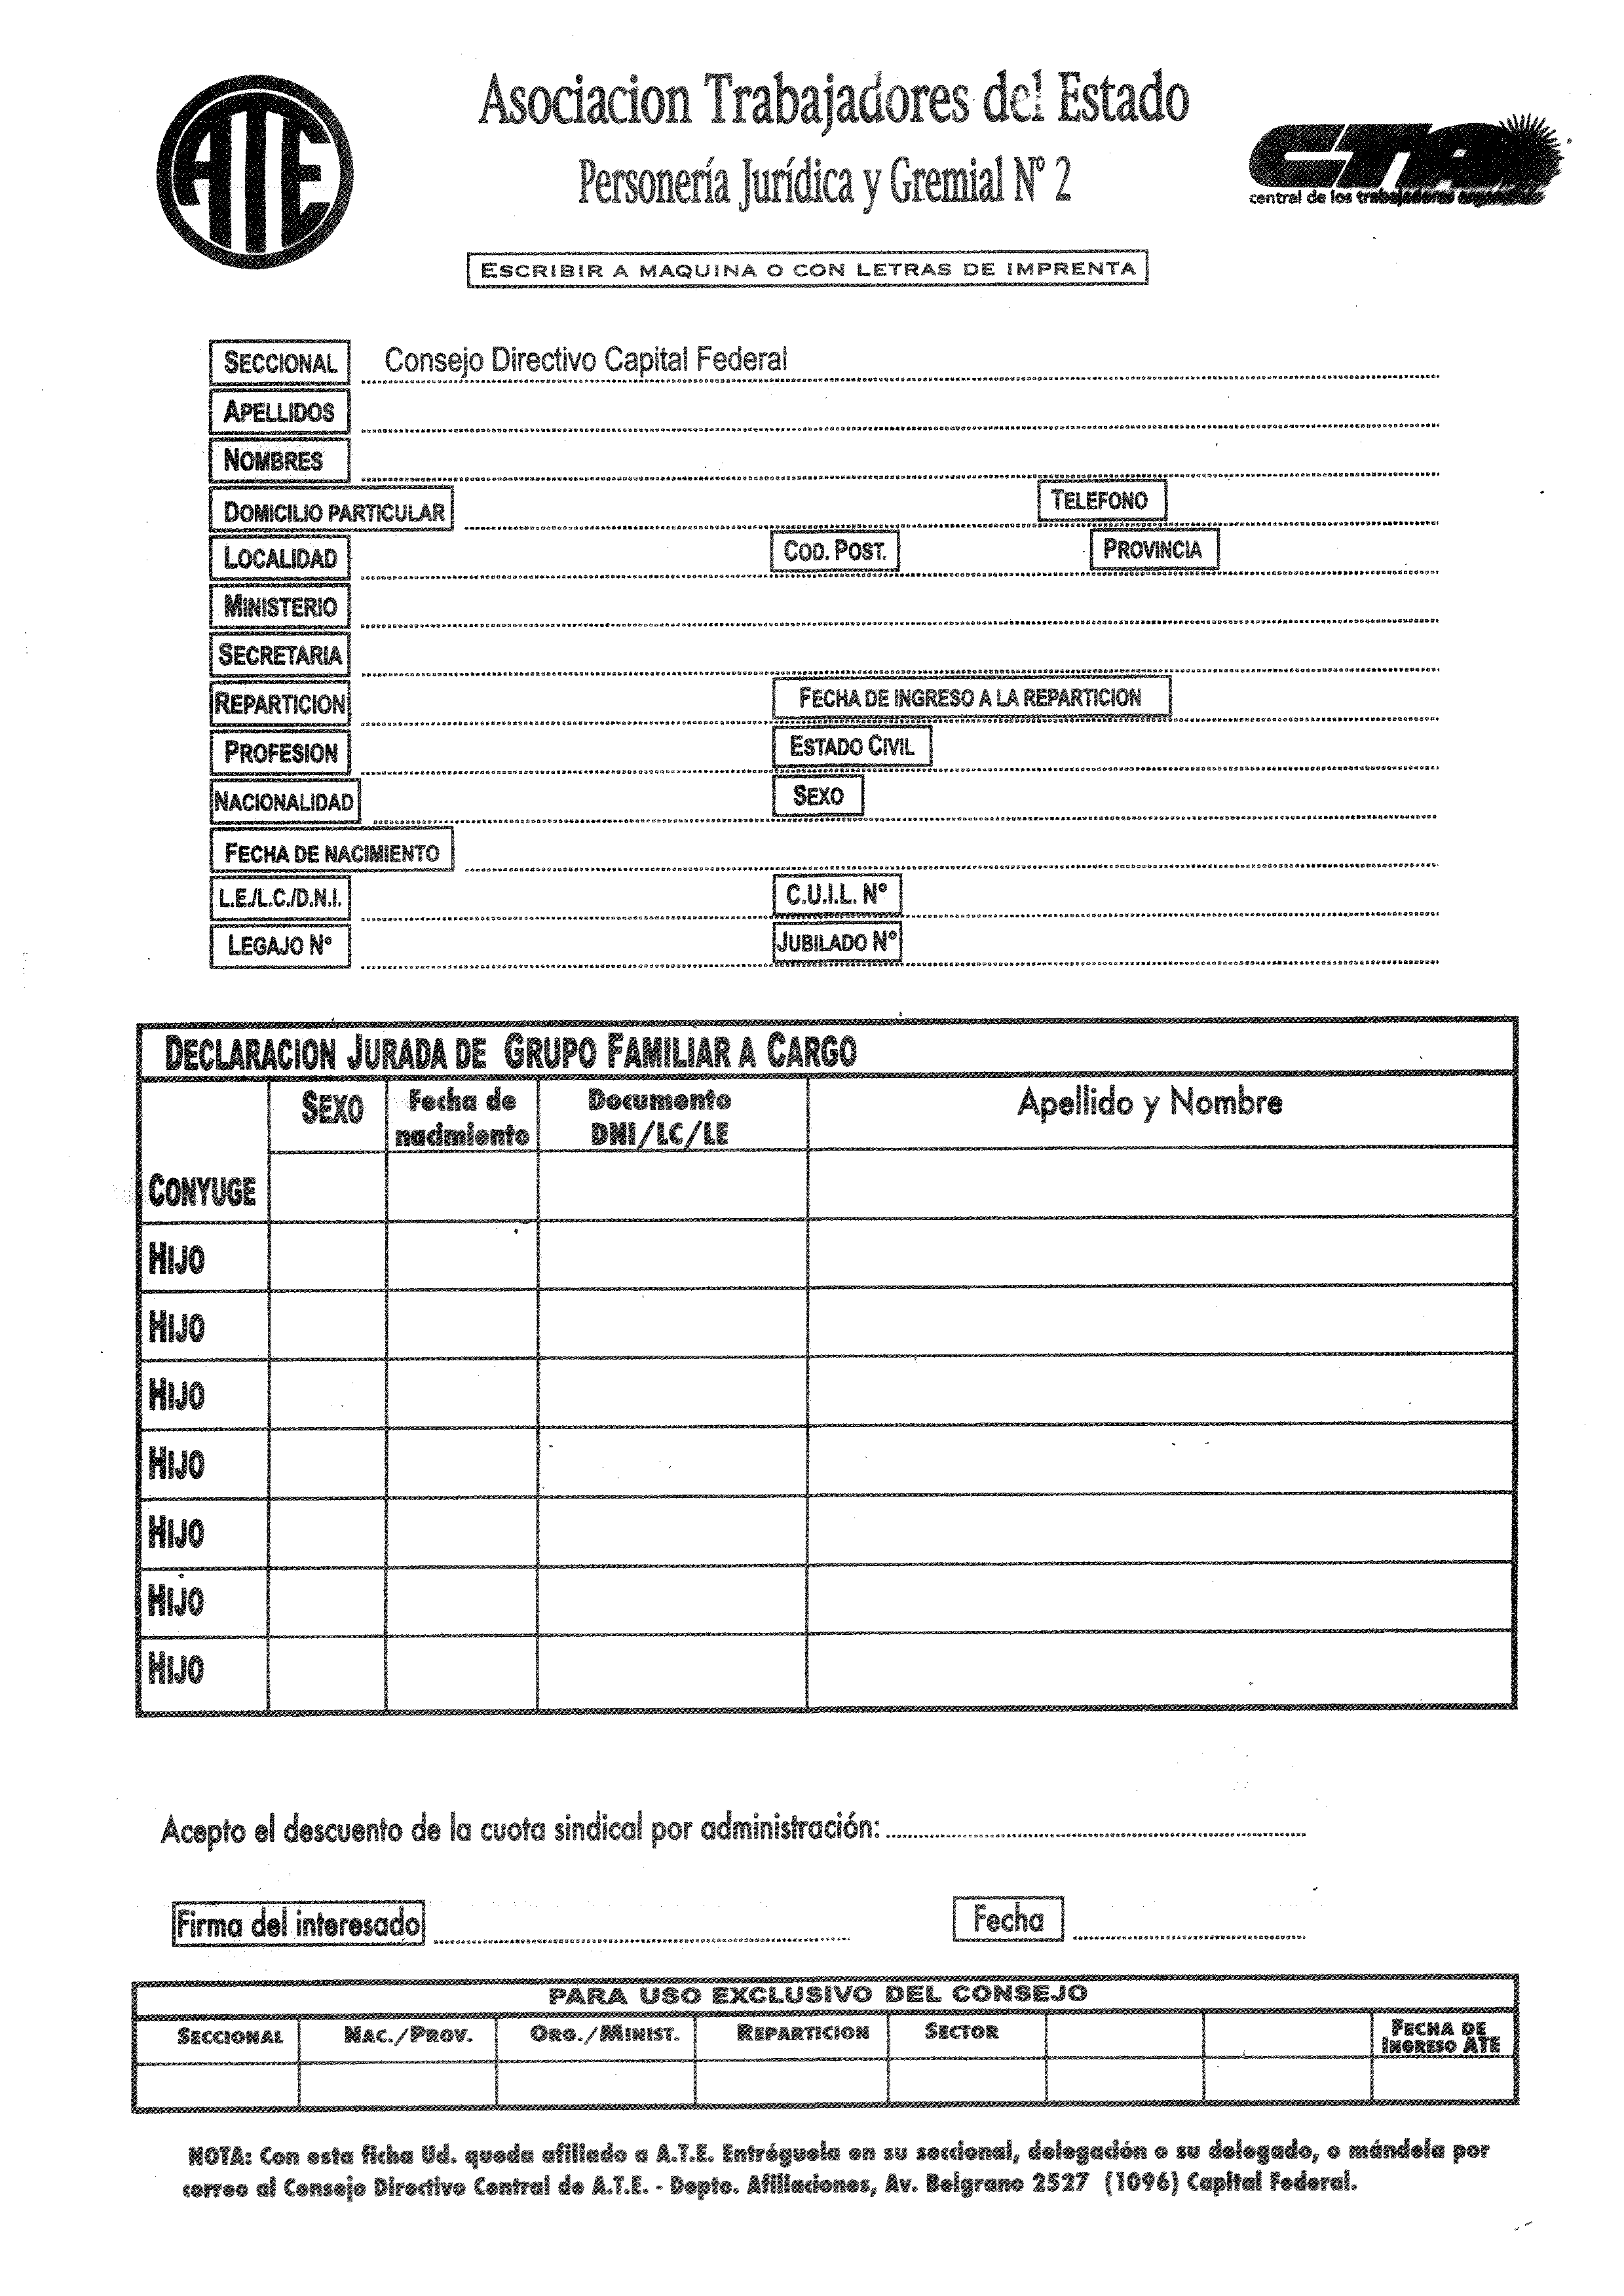 ATE
Asociacion Trabajadores del Estado
Personería Jurídica y Gremial Nº 2
CTA
central de los trabajadores
ESCRIBIR A MAQUINA O CON LETRAS DE IMPRENTA
SECCIONAL Consejo Directivo Capital Federal
APELLIDOS
NOMBRES
DOMICILIO PARTICULAR TELEFONO
LOCALIDAD COD. POST. PROVINCIA
MINISTERIO
SECRETARIA
REPARTICION FECHA DE INGRESO A LA REPARTICION
PROFESION ESTADO CIVIL
NACIONALIDAD SEXO
FECHA DE NACIMIENTO
L.E./L.C./D.N.I. C.U.I.L. Nº
LEGAJO Nº JUBILADO Nº
DECLARACION JURADA DE GRUPO FAMILIAR A CARGO
SEXO Fecha de nacimiento Documento DNI/LC/LE Apellido y Nombre
CONYUGE
HIJO
HIJO
HIJO
HIJO
HIJO
HIJO
HIJO
Acepto el descuento de la cuota sindical por administración:
Firma del interesado Fecha
PARA USO EXCLUSIVO DEL CONSEJO
SECCIONAL NAC./PROV. ORG./MINIST. REPARTICION SECTOR FECHA DE INGRESO ATE
NOTA: Con esta ficha Ud. queda afiliado a A.T.E. Entréguela en su seccional, delegación o su delegado, o mándela por
correo al Consejo Directivo Central de A.T.E. - Depto. Afiliaciones, Av. Belgrano 2527 (1096) Capital Federal.